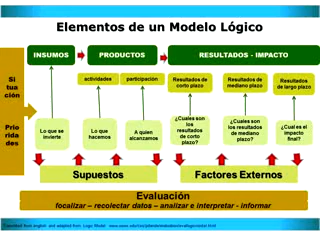 Elementos de un Modelo Lógico
INSUMOS
PRODUCTOS
RESULTADOS - IMPACTO
Si
tua
ción
Prio
rida
des
actividades
participación
Resultados de
corto plazo
Resultados de
mediano plazo
Resultados
de largo plazo
Lo que se
invierte
Lo que
hacemos
A quien
alcanzamos
¿Cuales son
los
resultados
de corto
plazo?
¿Cuales son
los resultados
de mediano
plazo?
¿Cual es el
impacto
final?
Supuestos
Factores Externos
Evaluación
focalizar – recolectar datos – analizar e interpretar - informar